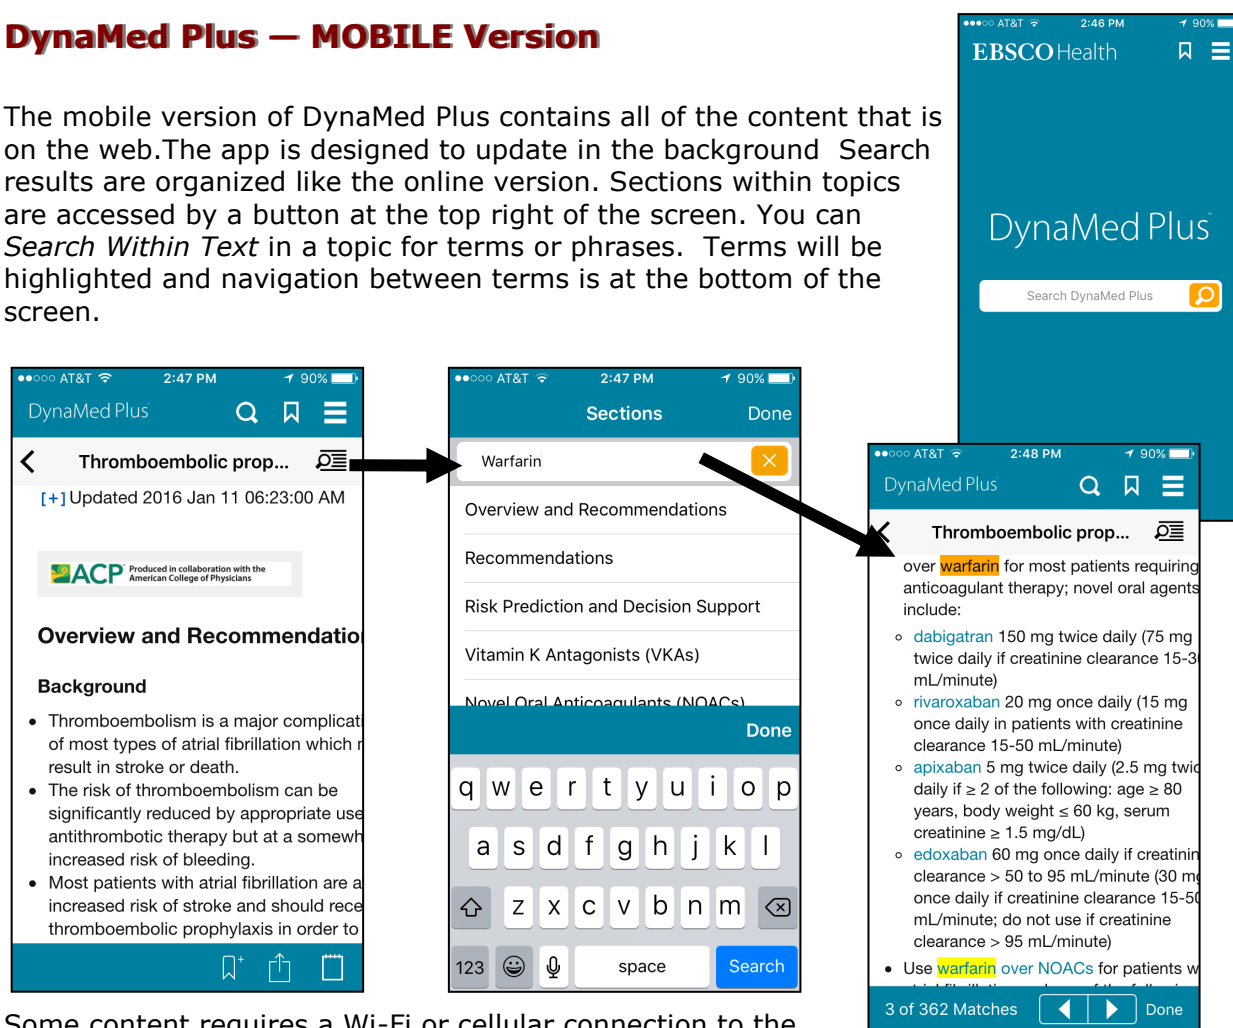 DynaMed Plus — MOBILE Version
The mobile version of DynaMed Plus contains all of the content that is
on the web.The app is designed to update in the background  Search
results are organized like the online version. Sections within topics
are accessed by a button at the top right of the screen. You can
Search Within Text in a topic for terms or phrases.  Terms will be
highlighted and navigation between terms is at the bottom of the
screen.
AT&T 2:46 PM 90%
EBSCO Health
DynaMed Plus
Search DynaMed Plus
AT&T 2:47 PM 90%
DynaMed Plus
Thromboembolic prop...
[+] Updated 2016 Jan 11 06:23:00 AM
ACP Produced in collaboration with the
American College of Physicians
Overview and Recommendatio
Background
• Thromboembolism is a major complicati
of most types of atrial fibrillation which
result in stroke or death.
• The risk of thromboembolism can be
significantly reduced by appropriate use
antithrombotic therapy but at a somewh
increased risk of bleeding.
• Most patients with atrial fibrillation are a
increased risk of stroke and should rece
thromboembolic prophylaxis in order to
AT&T 2:47 PM 90%
Sections Done
Warfarin
Overview and Recommendations
Recommendations
Risk Prediction and Decision Support
Vitamin K Antagonists (VKAs)
Novel Oral Anticoagulants (NOACs)
Done
q w e r t y u i o p
a s d f g h j k l
z x c v b n m
123 space Search
AT&T 2:48 PM 90%
DynaMed Plus
Thromboembolic prop...
over warfarin for most patients requiring
anticoagulant therapy; novel oral agents
include:
dabigatran 150 mg twice daily (75 mg
twice daily if creatinine clearance 15-3
mL/minute)
rivaroxaban 20 mg once daily (15 mg
once daily in patients with creatinine
clearance 15-50 mL/minute)
apixaban 5 mg twice daily (2.5 mg twic
daily if ≥ 2 of the following: age ≥ 80
years, body weight ≤ 60 kg, serum
creatinine ≥ 1.5 mg/dL)
edoxaban 60 mg once daily if creatinin
clearance > 50 to 95 mL/minute (30 mg
once daily if creatinine clearance 15-50
mL/minute; do not use if creatinine
clearance > 95 mL/minute)
• Use warfarin over NOACs for patients w
3 of 362 Matches Done
Some content requires a Wi-Fi or cellular connection to the